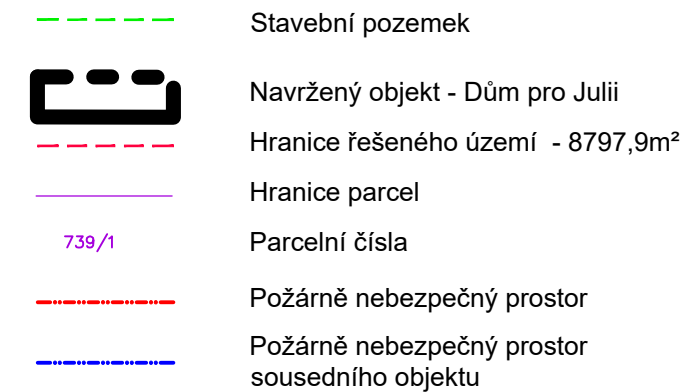 Stavební pozemek
Navržený objekt - Dům pro Julii
Hranice řešeného území - 8797,9m²
Hranice parcel
739/1 Parcelní čísla
Požárně nebezpečný prostor
Požárně nebezpečný prostor
sousedního objektu